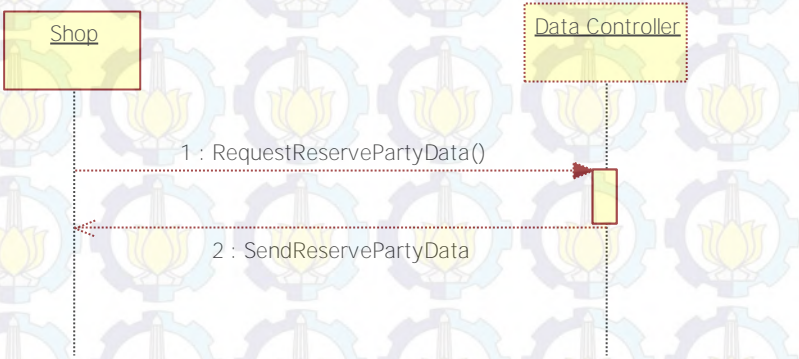 Shop
Data Controller
1 : RequestReservePartyData()
2 : SendReservePartyData